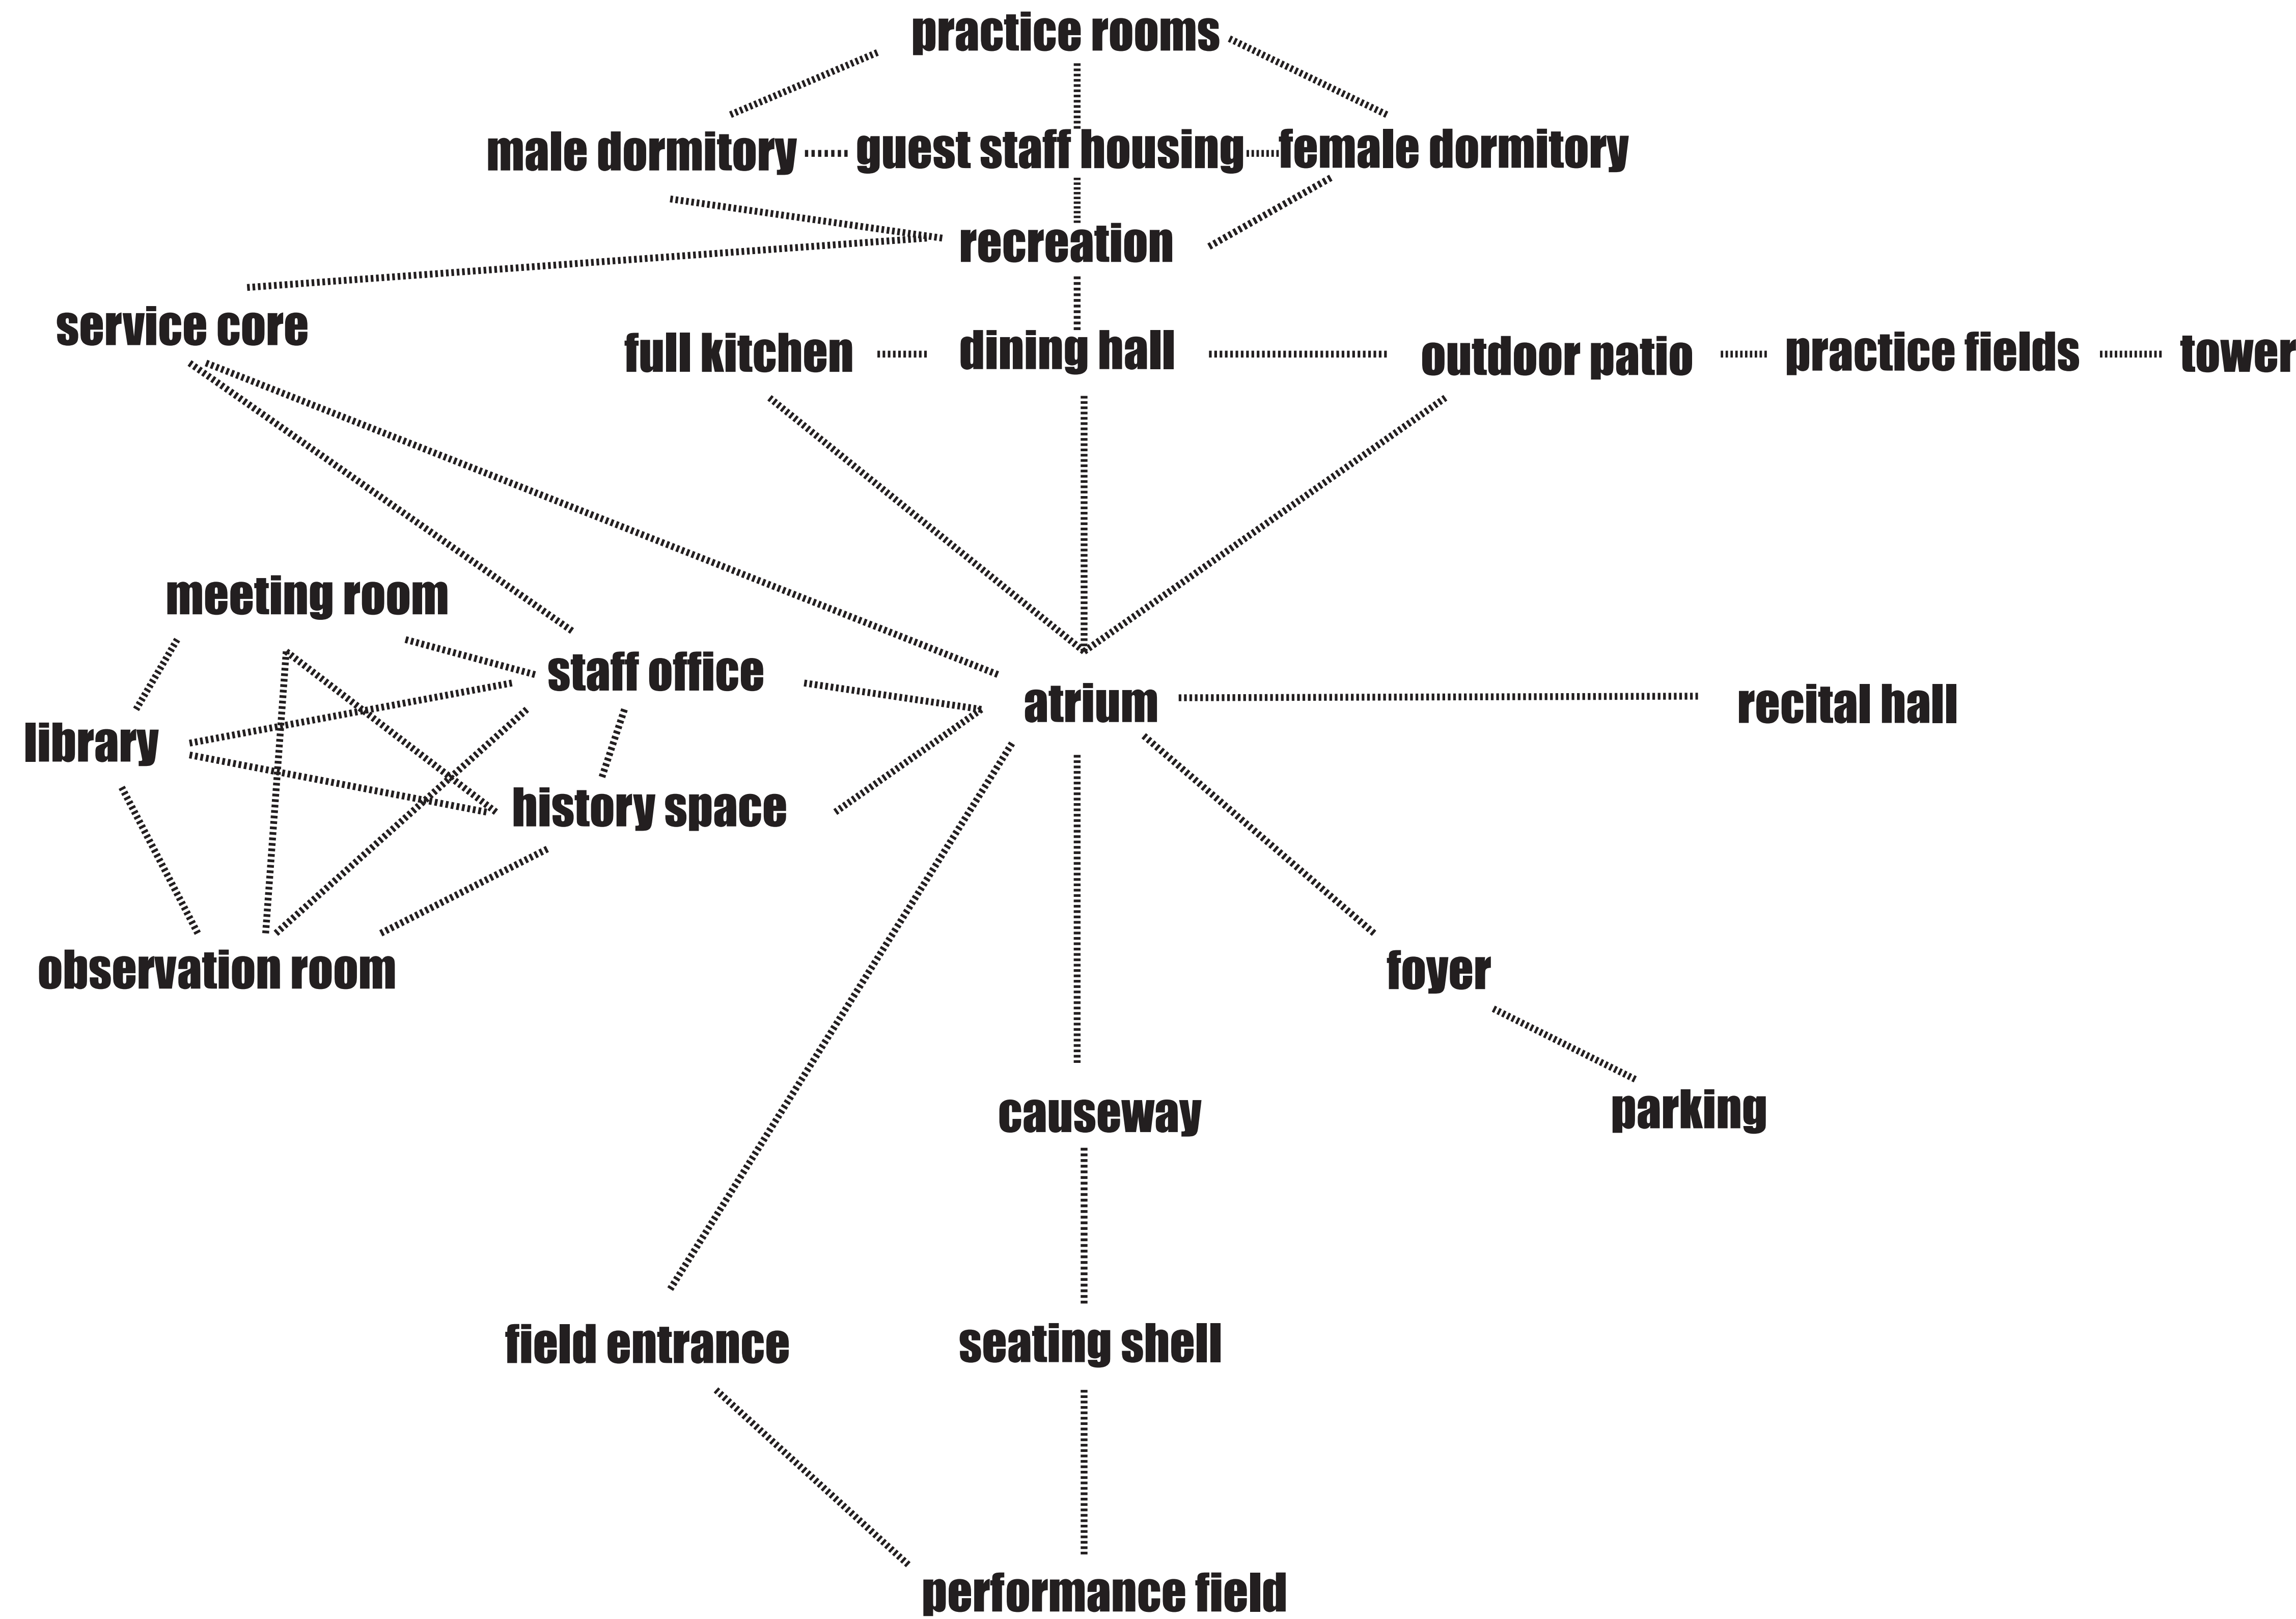 practice rooms
male dormitory
guest staff housing
female dormitory
recreation
service core
full kitchen
dining hall
outdoor patio
practice fields
tower
meeting room
staff office
atrium
recital hall
library
history space
observation room
foyer
causeway
parking
field entrance
seating shell
performance field